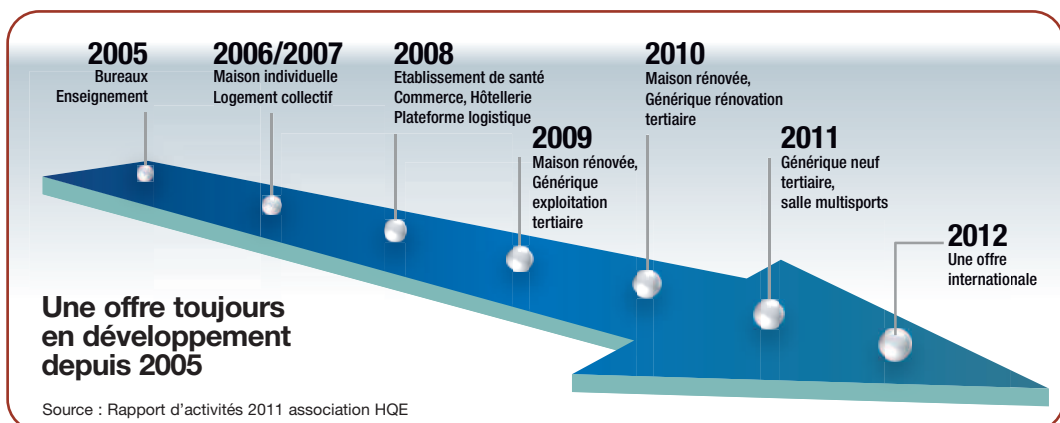 2005
Bureaux
Enseignement
2006/2007
Maison individuelle
Logement collectif
2008
Etablissement de santé
Commerce, Hôtellerie
Plateforme logistique
2009
Maison rénovée,
Générique
exploitation
tertiaire
2010
Maison rénovée,
Générique rénovation
tertiaire
2011
Générique neuf
tertiaire,
salle multisports
2012
Une offre
internationale
Une offre toujours
en développement
depuis 2005
Source : Rapport d’activités 2011 association HQE